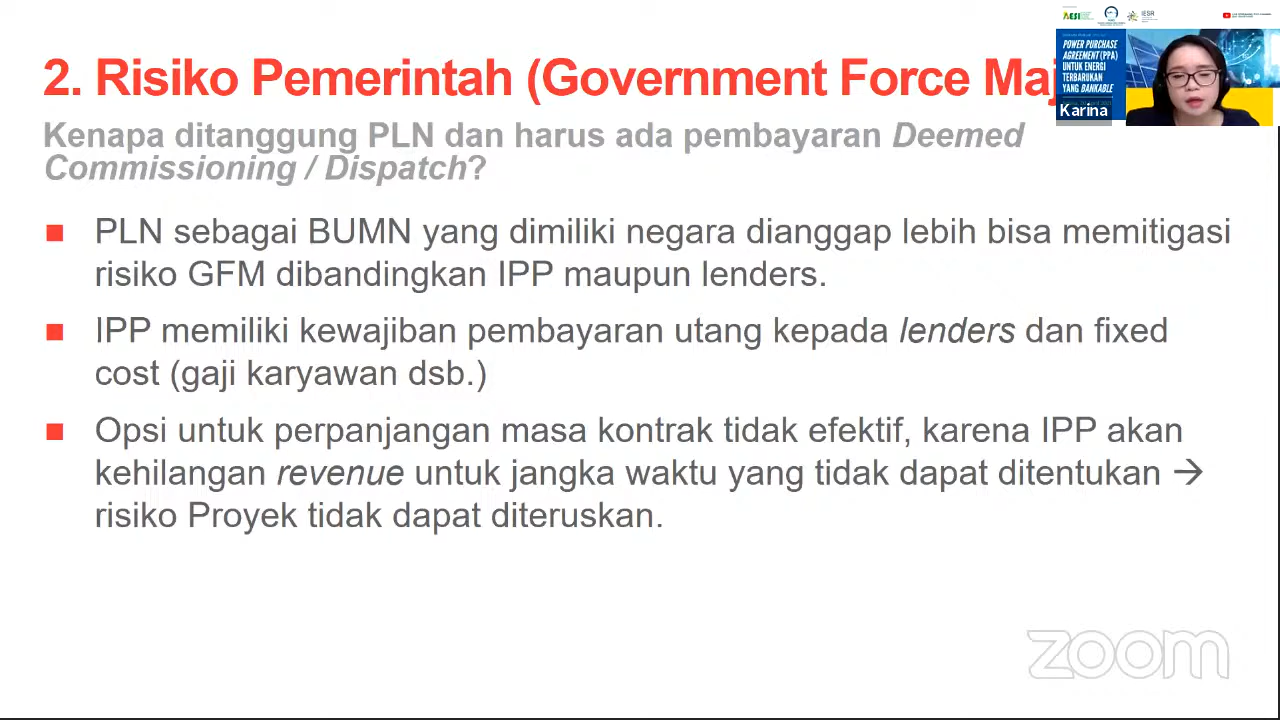 AESI
IESR
2. Risiko Pemerintah (Government Force Maj
POWER PURCHASE
AGREEMENT (PPA)
UNTUK ENERGI
TERBARUKAN
YANG BANKABLE
Karina
Kenapa ditanggung PLN dan harus ada pembayaran Deemed
Commissioning / Dispatch?
■ PLN sebagai BUMN yang dimiliki negara dianggap lebih bisa memitigasi
risiko GFM dibandingkan IPP maupun lenders.
■ IPP memiliki kewajiban pembayaran utang kepada lenders dan fixed
cost (gaji karyawan dsb.)
■ Opsi untuk perpanjangan masa kontrak tidak efektif, karena IPP akan
kehilangan revenue untuk jangka waktu yang tidak dapat ditentukan →
risiko Proyek tidak dapat diteruskan.
zoom